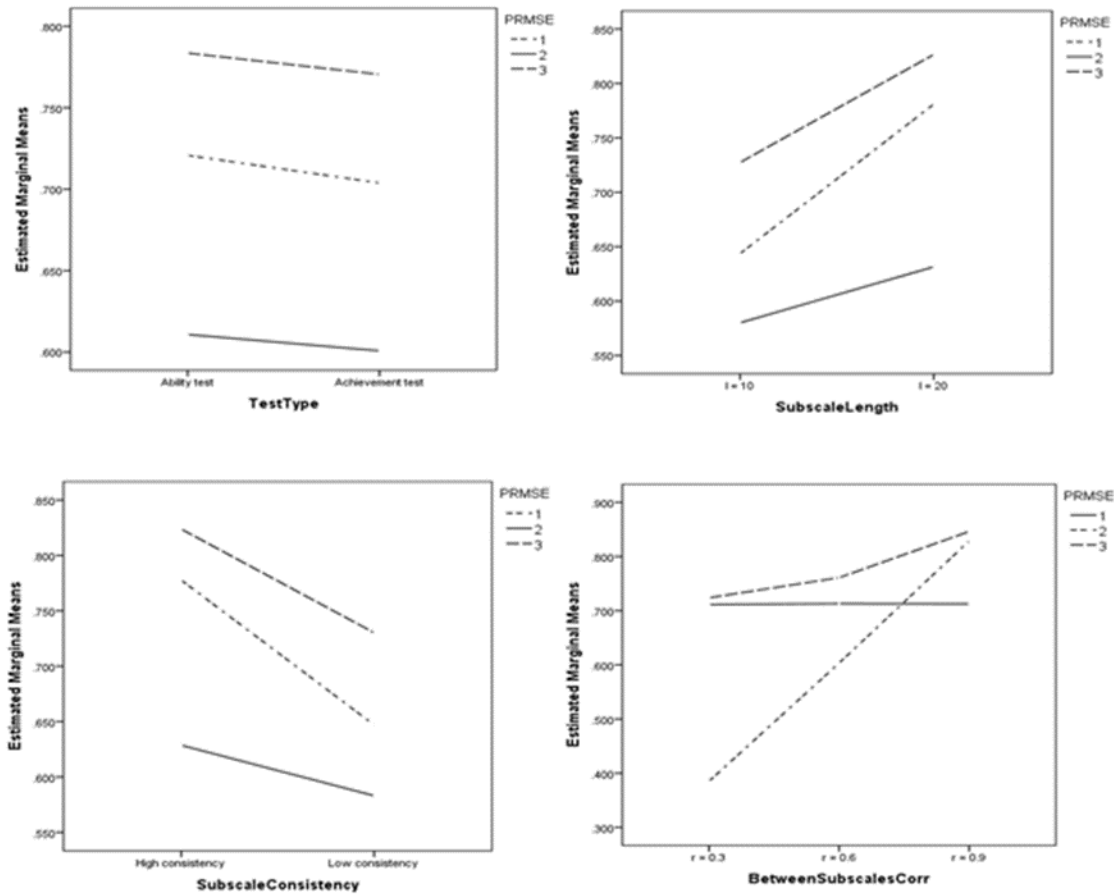 PRMSE
1
2
3
Estimated Marginal Means
.800
.750
.700
.650
.600
Ability test Achievement test
TestType
PRMSE
1
2
3
Estimated Marginal Means
.850
.800
.750
.700
.650
.600
.550
I = 10 I = 20
SubscaleLength
PRMSE
1
2
3
Estimated Marginal Means
.850
.800
.750
.700
.650
.600
.550
High consistency Low consistency
SubscaleConsistency
PRMSE
1
2
3
Estimated Marginal Means
.900
.800
.700
.600
.500
.400
.300
r = 0.3 r = 0.6 r = 0.9
BetweenSubscalesCorr